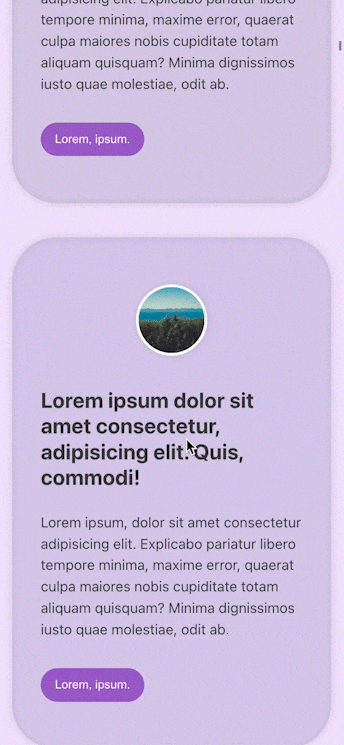 adipisicing elit. Explicabo pariatur libero
tempore minima, maxime error, quaerat
culpa maiores nobis cupiditate totam
aliquam quisquam? Minima dignissimos
iusto quae molestiae, odit ab.
Lorem, ipsum.
Lorem ipsum dolor sit
amet consectetur,
adipisicing elit. Quis,
commodi!
Lorem ipsum, dolor sit amet consectetur
adipisicing elit. Explicabo pariatur libero
tempore minima, maxime error, quaerat
culpa maiores nobis cupiditate totam
aliquam quisquam? Minima dignissimos
iusto quae molestiae, odit ab.
Lorem, ipsum.